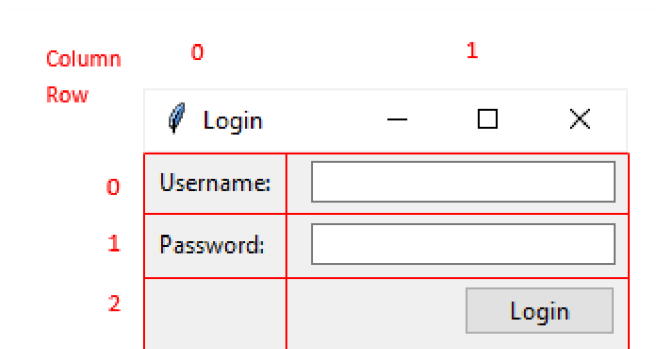 Column 0 1
Row
Login
0 Username:
1 Password:
2 Login